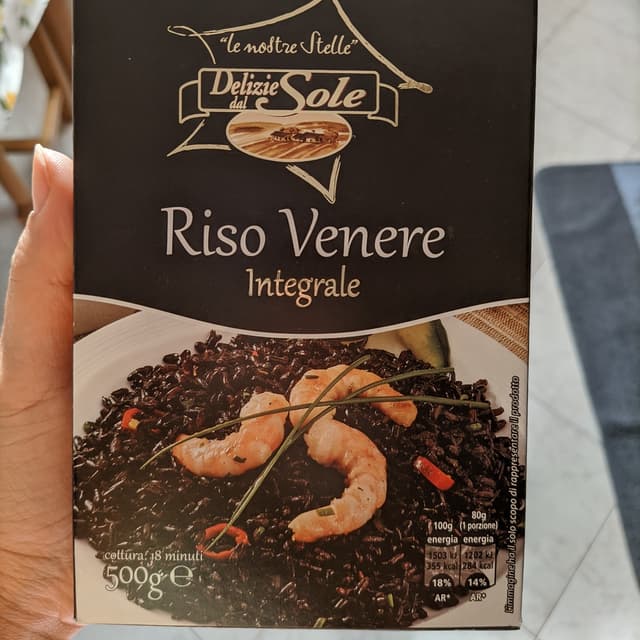 "le nostre Stelle"
Delizie
dal Sole
Riso Venere
Integrale
cottura: 18 minuti
500g e
100g
energia
1503 kJ
355 kcal
18%
AR*
80g
(1 porzione)
energia
1202 kJ
284 kcal
14%
AR*
L'immagine ha il solo scopo di rappresentare il prodotto